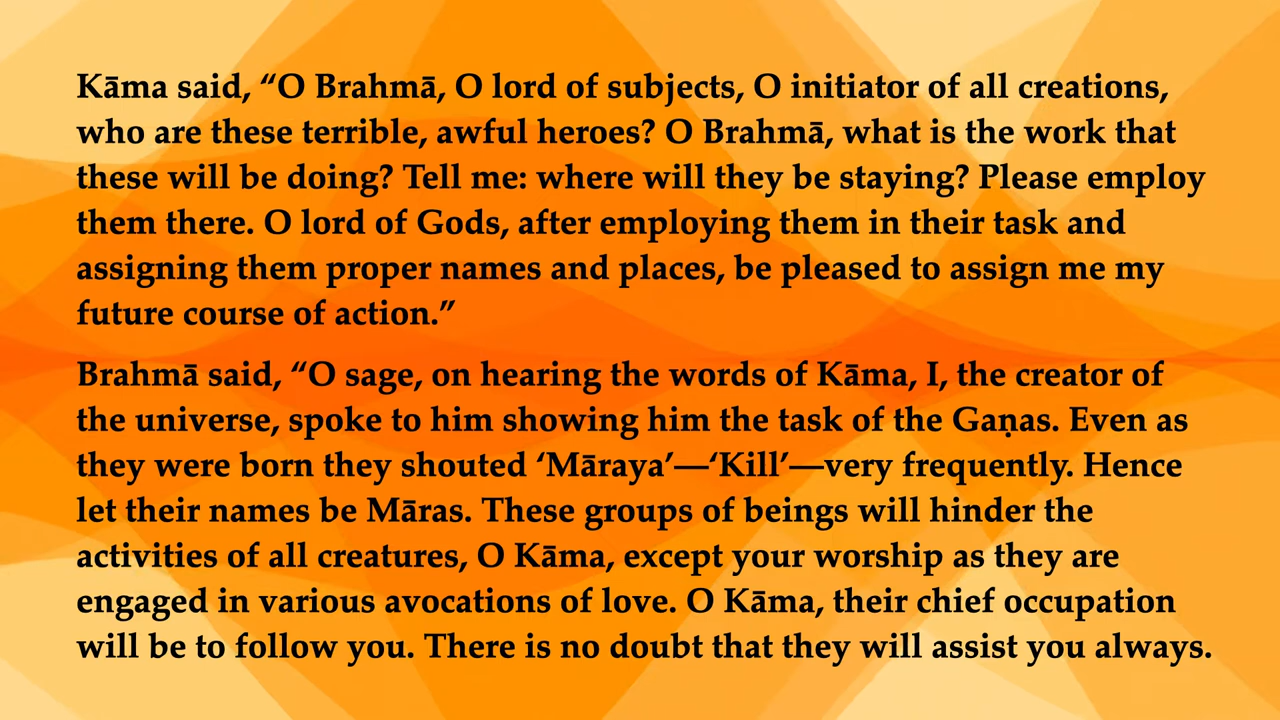 Kāma said, “O Brahmā, O lord of subjects, O initiator of all creations,
who are these terrible, awful heroes? O Brahmā, what is the work that
these will be doing? Tell me: where will they be staying? Please employ
them there. O lord of Gods, after employing them in their task and
assigning them proper names and places, be pleased to assign me my
future course of action.”
Brahmā said, “O sage, on hearing the words of Kāma, I, the creator of
the universe, spoke to him showing him the task of the Gaṇas. Even as
they were born they shouted ‘Māraya’—‘Kill’—very frequently. Hence
let their names be Māras. These groups of beings will hinder the
activities of all creatures, O Kāma, except your worship as they are
engaged in various avocations of love. O Kāma, their chief occupation
will be to follow you. There is no doubt that they will assist you always.